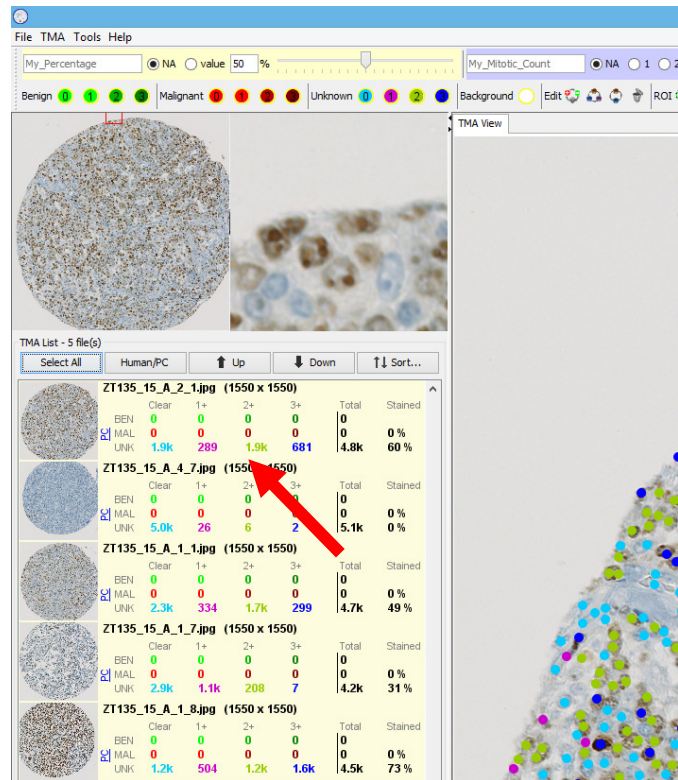 File TMA Tools Help
My_Percentage NA value 50 % My_Mitotic_Count NA 1 2
Benign 0 1 2 3 Malignant 0 1 2 3 Unknown 0 1 2 3 Background Edit ROI
TMA View
TMA List - 5 file(s)
Select All Human/PC Up Down Sort...
ZT135_15_A_2_1.jpg (1550 x 1550)
Clear 1+ 2+ 3+ Total Stained
BEN 0 0 0 0 0
PC MAL 0 0 0 0 0 0 %
UNK 1.9k 289 1.9k 681 4.8k 60 %
ZT135_15_A_4_7.jpg (1550 x 1550)
Clear 1+ 2+ 3+ Total Stained
BEN 0 0 0 0 0
PC MAL 0 0 0 0 0 0 %
UNK 5.0k 26 6 2 5.1k 0 %
ZT135_15_A_1_1.jpg (1550 x 1550)
Clear 1+ 2+ 3+ Total Stained
BEN 0 0 0 0 0
PC MAL 0 0 0 0 0 0 %
UNK 2.3k 334 1.7k 299 4.7k 49 %
ZT135_15_A_1_7.jpg (1550 x 1550)
Clear 1+ 2+ 3+ Total Stained
BEN 0 0 0 0 0
PC MAL 0 0 0 0 0 0 %
UNK 2.9k 1.1k 208 7 4.2k 31 %
ZT135_15_A_1_8.jpg (1550 x 1550)
Clear 1+ 2+ 3+ Total Stained
BEN 0 0 0 0 0
PC MAL 0 0 0 0 0 0 %
UNK 1.2k 504 1.2k 1.6k 4.5k 73 %